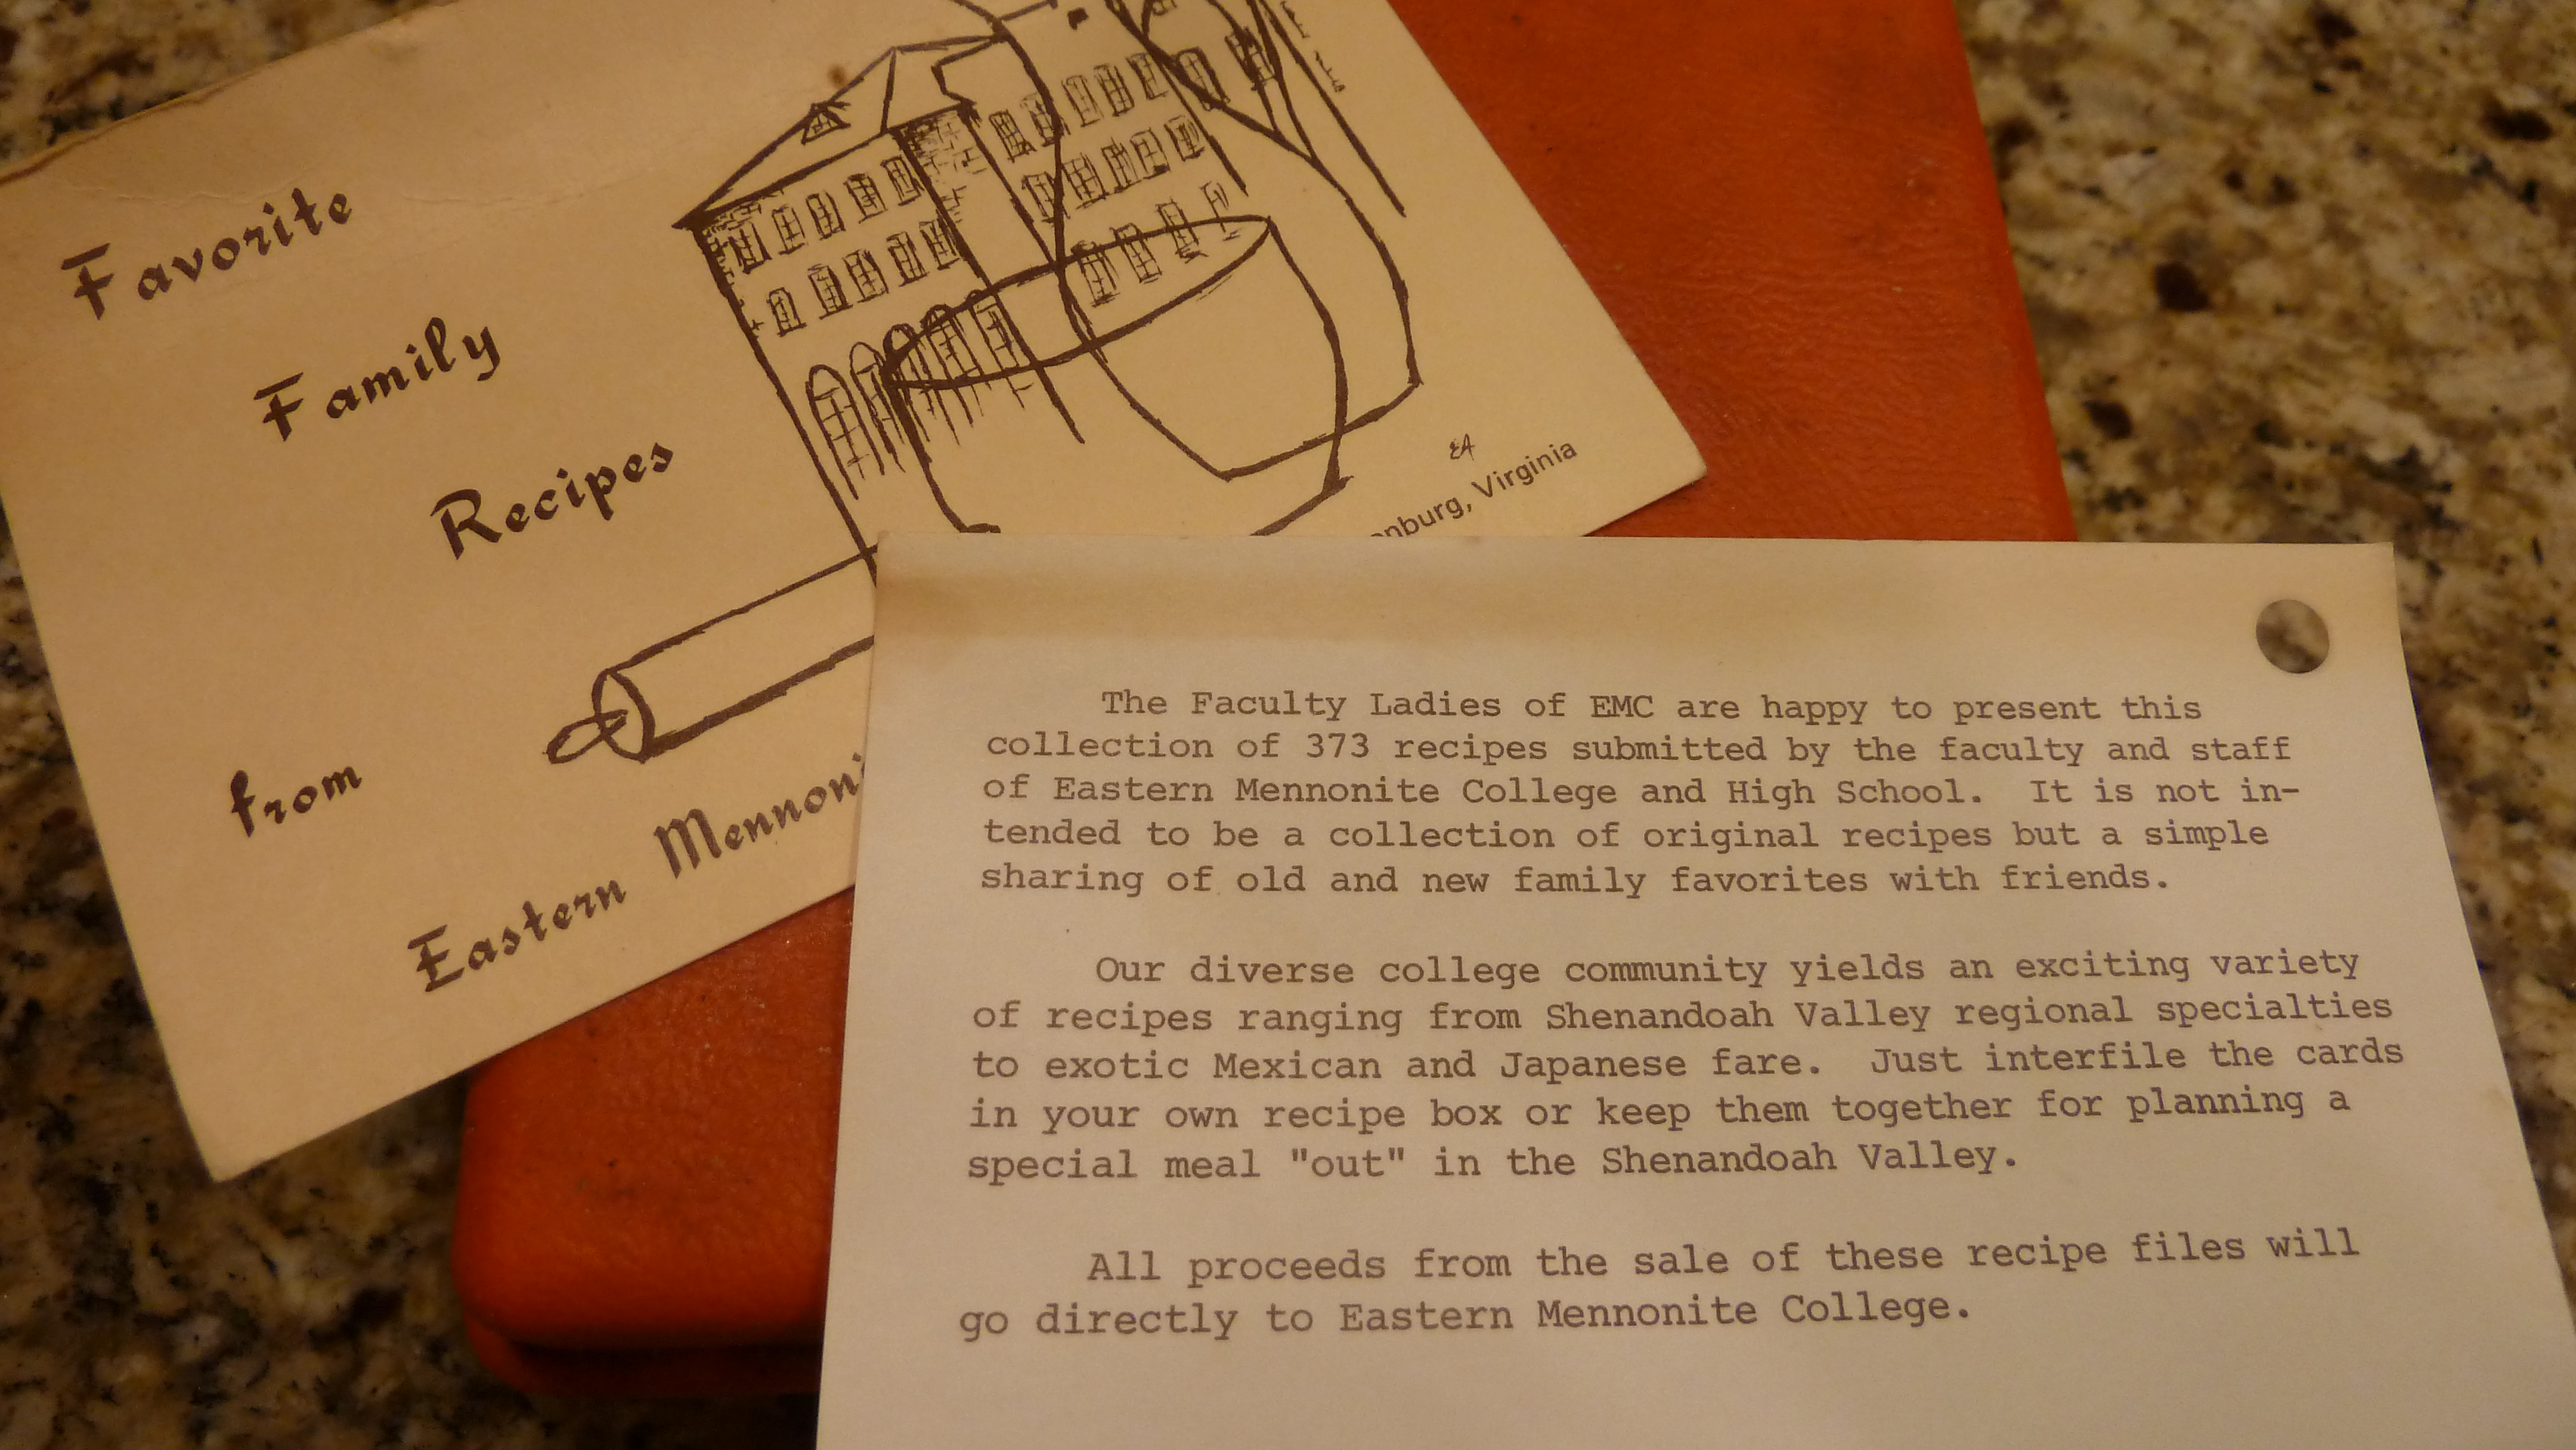 Favorite
Family
Recipes
from
Eastern Mennoni
EA
onburg, Virginia
The Faculty Ladies of EMC are happy to present this
collection of 373 recipes submitted by the faculty and staff
of Eastern Mennonite College and High School. It is not in-
tended to be a collection of original recipes but a simple
sharing of old and new family favorites with friends.
Our diverse college community yields an exciting variety
of recipes ranging from Shenandoah Valley regional specialties
to exotic Mexican and Japanese fare. Just interfile the cards
in your own recipe box or keep them together for planning a
special meal "out" in the Shenandoah Valley.
All proceeds from the sale of these recipe files will
go directly to Eastern Mennonite College.